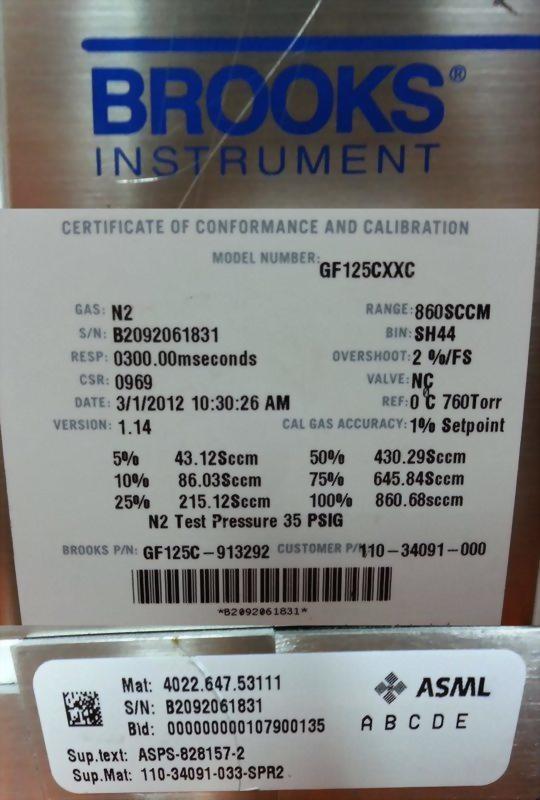 BROOKS®
INSTRUMENT
CERTIFICATE OF CONFORMANCE AND CALIBRATION
MODEL NUMBER: GF125CXXC
GAS: N2 RANGE: 860SCCM
S/N: B2092061831 BIN: SH44
RESP: 0300.00mseconds OVERSHOOT: 2 %/FS
CSR: 0969 VALVE: NC
DATE: 3/1/2012 10:30:26 AM REF: 0°C 760Torr
VERSION: 1.14 CAL GAS ACCURACY: 1% Setpoint
5% 43.12Sccm 50% 430.29Sccm
10% 86.03Sccm 75% 645.84Sccm
25% 215.12Sccm 100% 860.68sccm
N2 Test Pressure 35 PSIG
BROOKS P/N: GF125C-913292 CUSTOMER P/N 110-34091-000
*B2092061831*
Mat: 4022.647.53111 ASML
S/N: B2092061831
Bid: 000000000107900135 A B C D E
Sup.text: ASPS-828157-2
Sup.Mat: 110-34091-033-SPR2